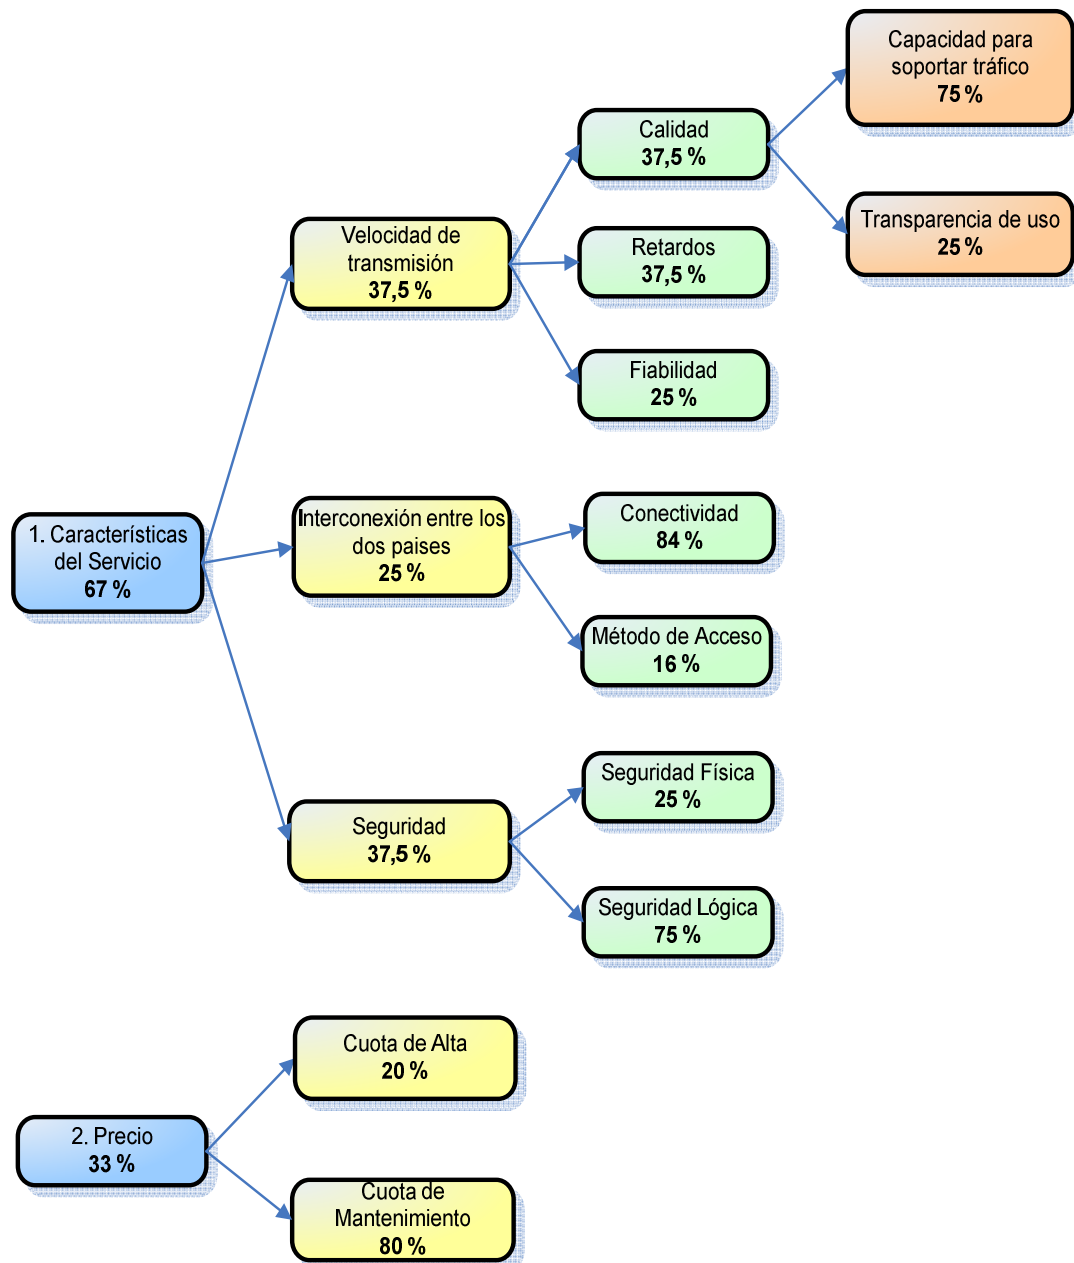 1. Características
del Servicio
67 %
Velocidad de
transmisión
37,5 %
Calidad
37,5 %
Capacidad para
soportar tráfico
75 %
Transparencia de uso
25 %
Retardos
37,5 %
Fiabilidad
25 %
Interconexión entre los
dos paises
25 %
Conectividad
84 %
Método de Acceso
16 %
Seguridad
37,5 %
Seguridad Física
25 %
Seguridad Lógica
75 %
2. Precio
33 %
Cuota de Alta
20 %
Cuota de
Mantenimiento
80 %